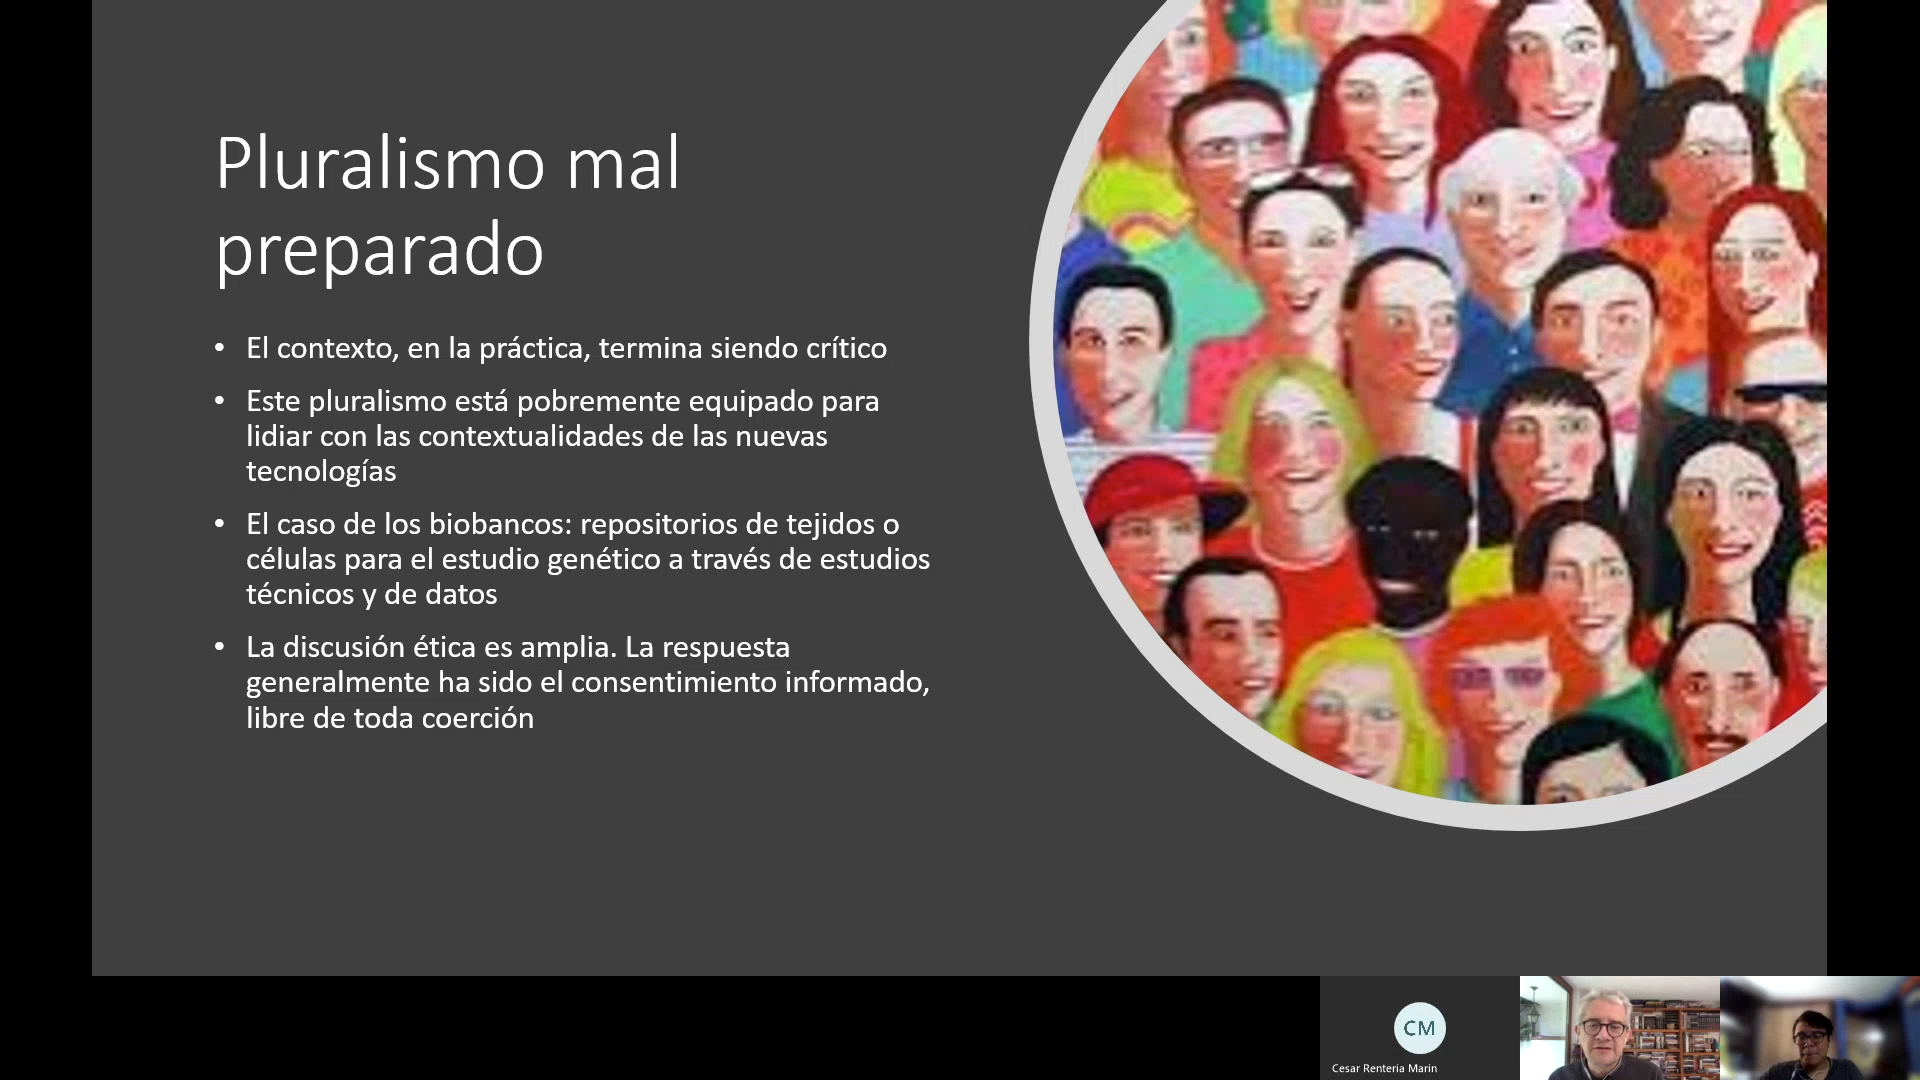 Pluralismo mal
preparado
• El contexto, en la práctica, termina siendo crítico
• Este pluralismo está pobremente equipado para
lidiar con las contextualidades de las nuevas
tecnologías
• El caso de los biobancos: repositorios de tejidos o
células para el estudio genético a través de estudios
técnicos y de datos
• La discusión ética es amplia. La respuesta
generalmente ha sido el consentimiento informado,
libre de toda coerción
CM
Cesar Renteria Marin